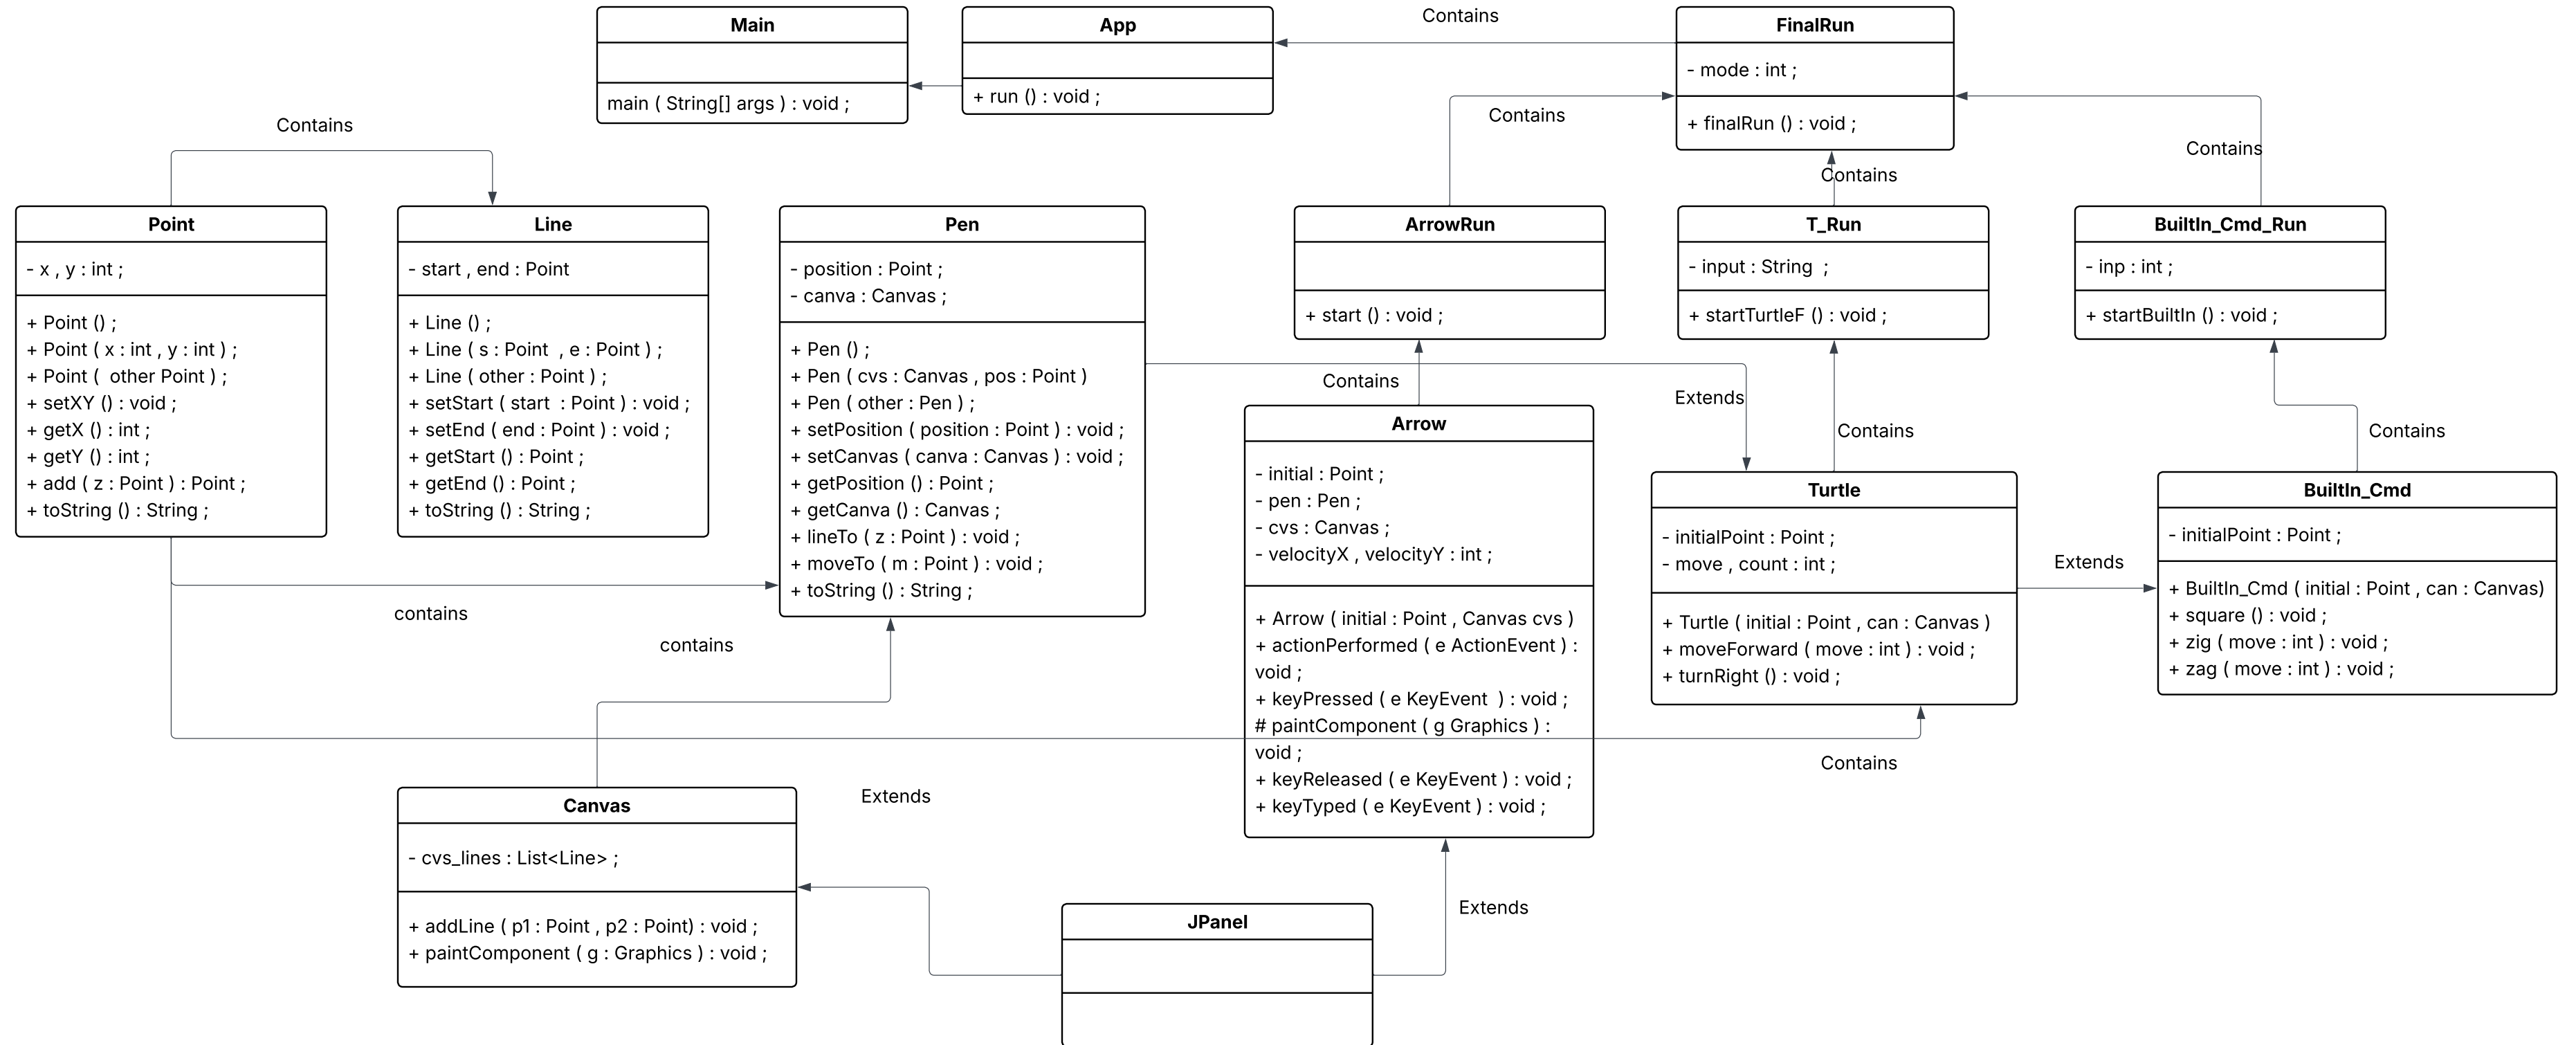 Main
main ( String[] args ) : void ;
App
+ run () : void ;
Contains
FinalRun
- mode : int ;
+ finalRun () : void ;
Contains
Contains
Contains
Contains
Point
- x , y : int ;
+ Point () ;
+ Point ( x : int , y : int ) ;
+ Point (  other Point ) ;
+ setXY () : void ;
+ getX () : int ;
+ getY () : int ;
+ add ( z : Point ) : Point ;
+ toString () : String ;
Line
- start , end : Point
+ Line () ;
+ Line ( s : Point  , e : Point ) ;
+ Line ( other : Point ) ;
+ setStart ( start  : Point ) : void ;
+ setEnd ( end : Point ) : void ;
+ getStart () : Point ;
+ getEnd () : Point ;
+ toString () : String ;
Pen
- position : Point ;
- canva : Canvas ;
+ Pen () ;
+ Pen ( cvs : Canvas , pos : Point )
+ Pen ( other : Pen ) ;
+ setPosition ( position : Point ) : void ;
+ setCanvas ( canva : Canvas ) : void ;
+ getPosition () : Point ;
+ getCanva () : Canvas ;
+ lineTo ( z : Point ) : void ;
+ moveTo ( m : Point ) : void ;
+ toString () : String ;
ArrowRun
+ start () : void ;
T_Run
- input : String  ;
+ startTurtleF () : void ;
BuiltIn_Cmd_Run
- inp : int ;
+ startBuiltIn () : void ;
Contains
Extends
Contains
Contains
Arrow
- initial : Point ;
- pen : Pen ;
- cvs : Canvas ;
- velocityX , velocityY : int ;
+ Arrow ( initial : Point , Canvas cvs )
+ actionPerformed ( e ActionEvent ) :
void ;
+ keyPressed ( e KeyEvent  ) : void ;
# paintComponent ( g Graphics ) :
void ;
+ keyReleased ( e KeyEvent ) : void ;
+ keyTyped ( e KeyEvent ) : void ;
Turtle
- initialPoint : Point ;
- move , count : int ;
+ Turtle ( initial : Point , can : Canvas )
+ moveForward ( move : int ) : void ;
+ turnRight () : void ;
Extends
BuiltIn_Cmd
- initialPoint : Point ;
+ BuiltIn_Cmd ( initial : Point , can : Canvas)
+ square () : void ;
+ zig ( move : int ) : void ;
+ zag ( move : int ) : void ;
contains
contains
Contains
Extends
Canvas
- cvs_lines : List<Line> ;
+ addLine ( p1 : Point , p2 : Point) : void ;
+ paintComponent ( g : Graphics ) : void ;
JPanel
Extends